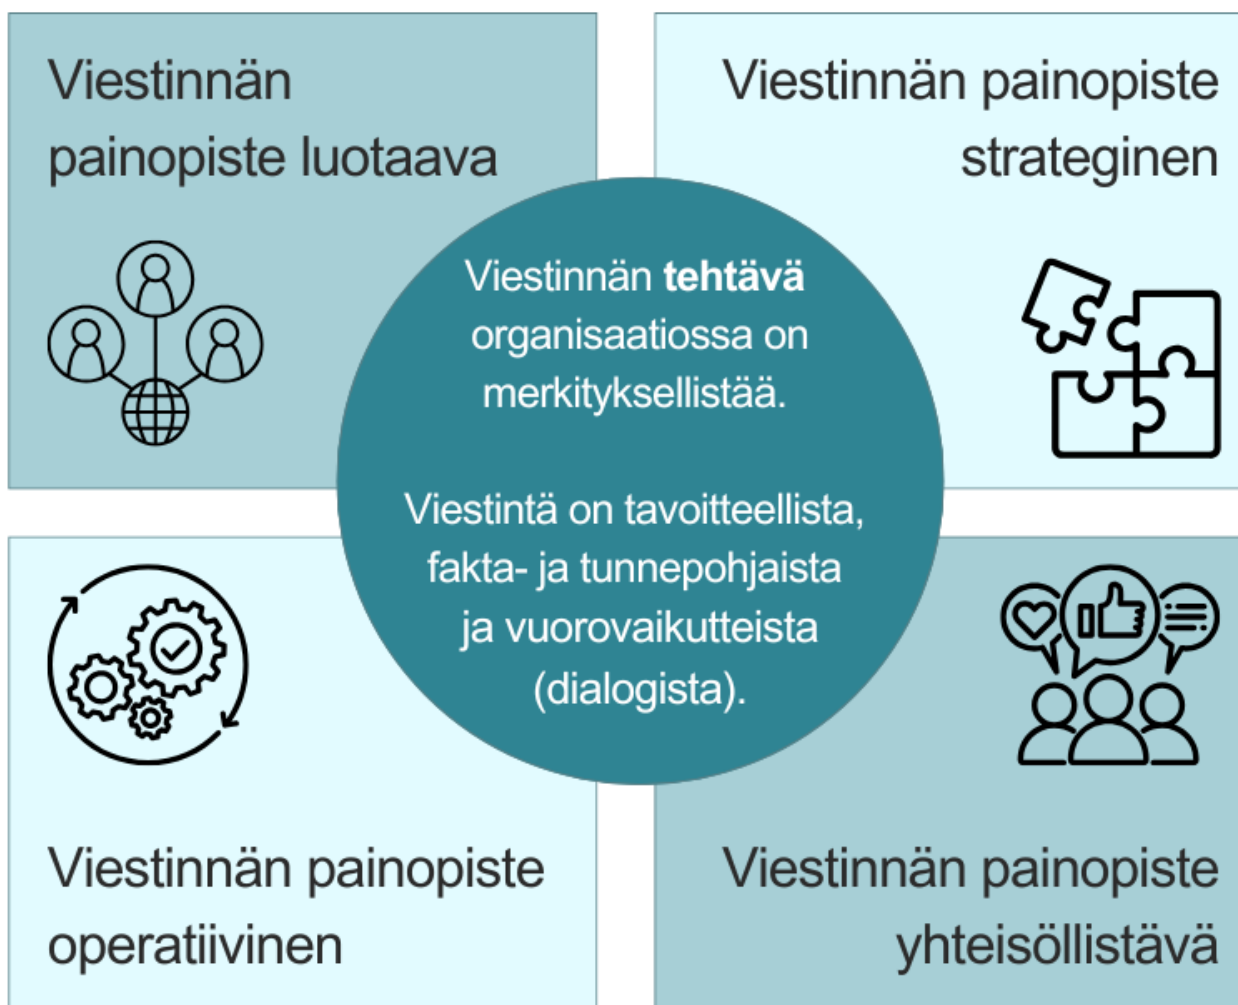 Viestinnän
painopiste luotaava
Viestinnän painopiste
strateginen
Viestinnän tehtävä
organisaatiossa on
merkityksellistää.
Viestintä on tavoitteellista,
fakta- ja tunnepohjaista
ja vuorovaikutteista
(dialogista).
Viestinnän painopiste
operatiivinen
Viestinnän painopiste
yhteisöllistävä